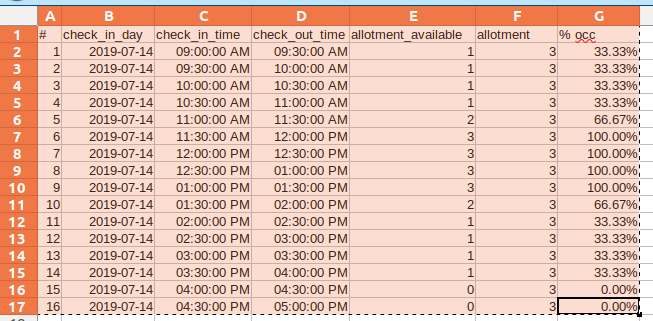 A B C D E F G
1 # check_in_day check_in_time check_out_time allotment_available allotment % occ
2 1 2019-07-14 09:00:00 AM 09:30:00 AM 1 3 33.33%
3 2 2019-07-14 09:30:00 AM 10:00:00 AM 1 3 33.33%
4 3 2019-07-14 10:00:00 AM 10:30:00 AM 1 3 33.33%
5 4 2019-07-14 10:30:00 AM 11:00:00 AM 1 3 33.33%
6 5 2019-07-14 11:00:00 AM 11:30:00 AM 2 3 66.67%
7 6 2019-07-14 11:30:00 AM 12:00:00 PM 3 3 100.00%
8 7 2019-07-14 12:00:00 PM 12:30:00 PM 3 3 100.00%
9 8 2019-07-14 12:30:00 PM 01:00:00 PM 3 3 100.00%
10 9 2019-07-14 01:00:00 PM 01:30:00 PM 3 3 100.00%
11 10 2019-07-14 01:30:00 PM 02:00:00 PM 2 3 66.67%
12 11 2019-07-14 02:00:00 PM 02:30:00 PM 1 3 33.33%
13 12 2019-07-14 02:30:00 PM 03:00:00 PM 1 3 33.33%
14 13 2019-07-14 03:00:00 PM 03:30:00 PM 1 3 33.33%
15 14 2019-07-14 03:30:00 PM 04:00:00 PM 1 3 33.33%
16 15 2019-07-14 04:00:00 PM 04:30:00 PM 0 3 0.00%
17 16 2019-07-14 04:30:00 PM 05:00:00 PM 0 3 0.00%